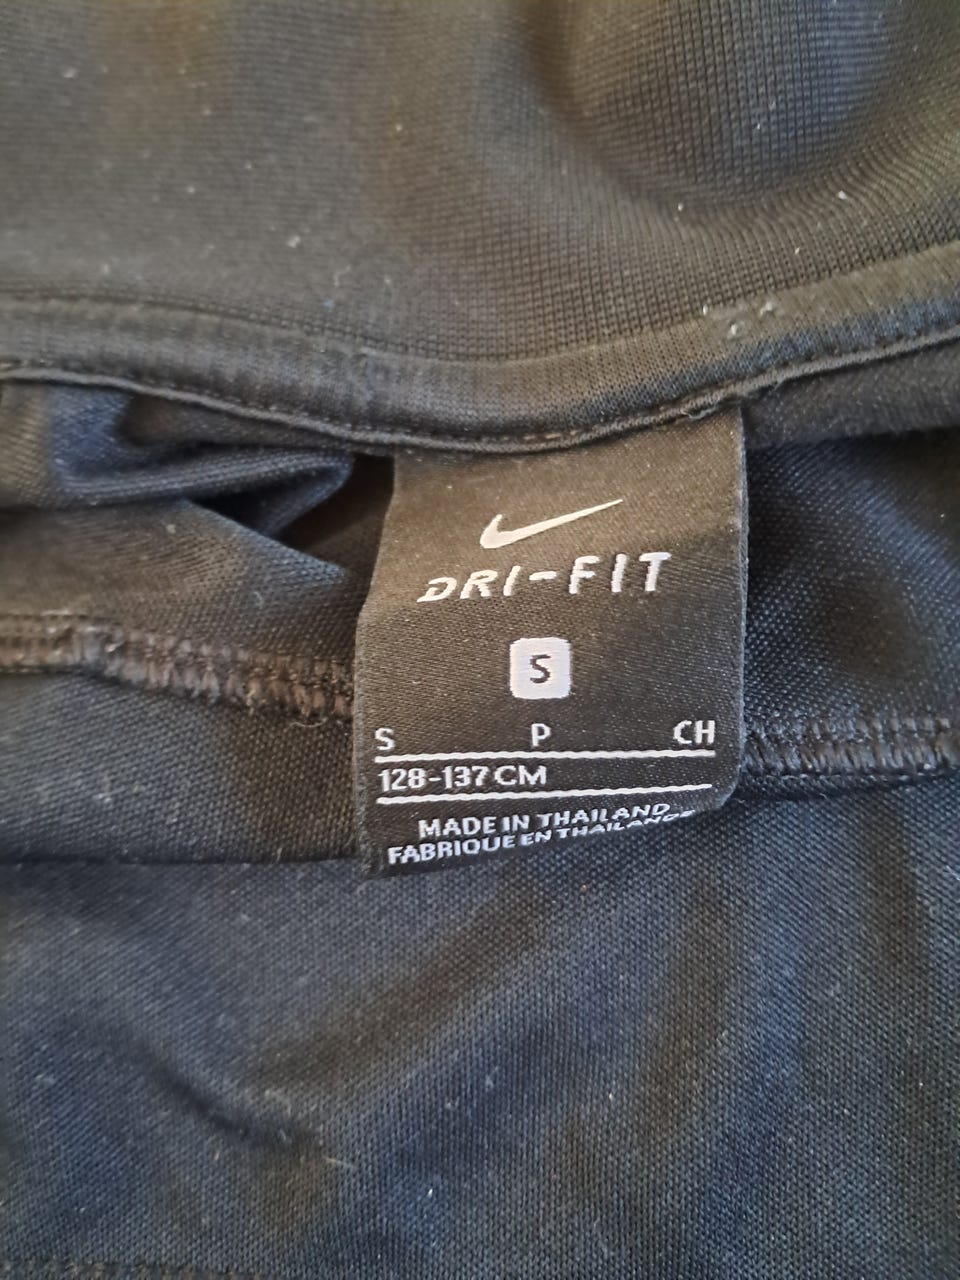 DRI-FIT
S
S P CH
128-137 CM
MADE IN THAILAND
FABRIQUE EN THAILANDE